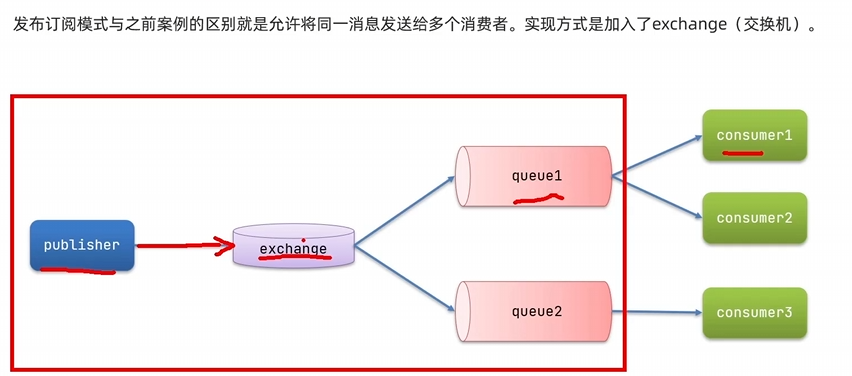 发布订阅模式与之前案例的区别就是允许将同一消息发送给多个消费者。实现方式是加入了exchange（交换机）。
consumer1
queue1
consumer2
publisher
exchange
queue2
consumer3